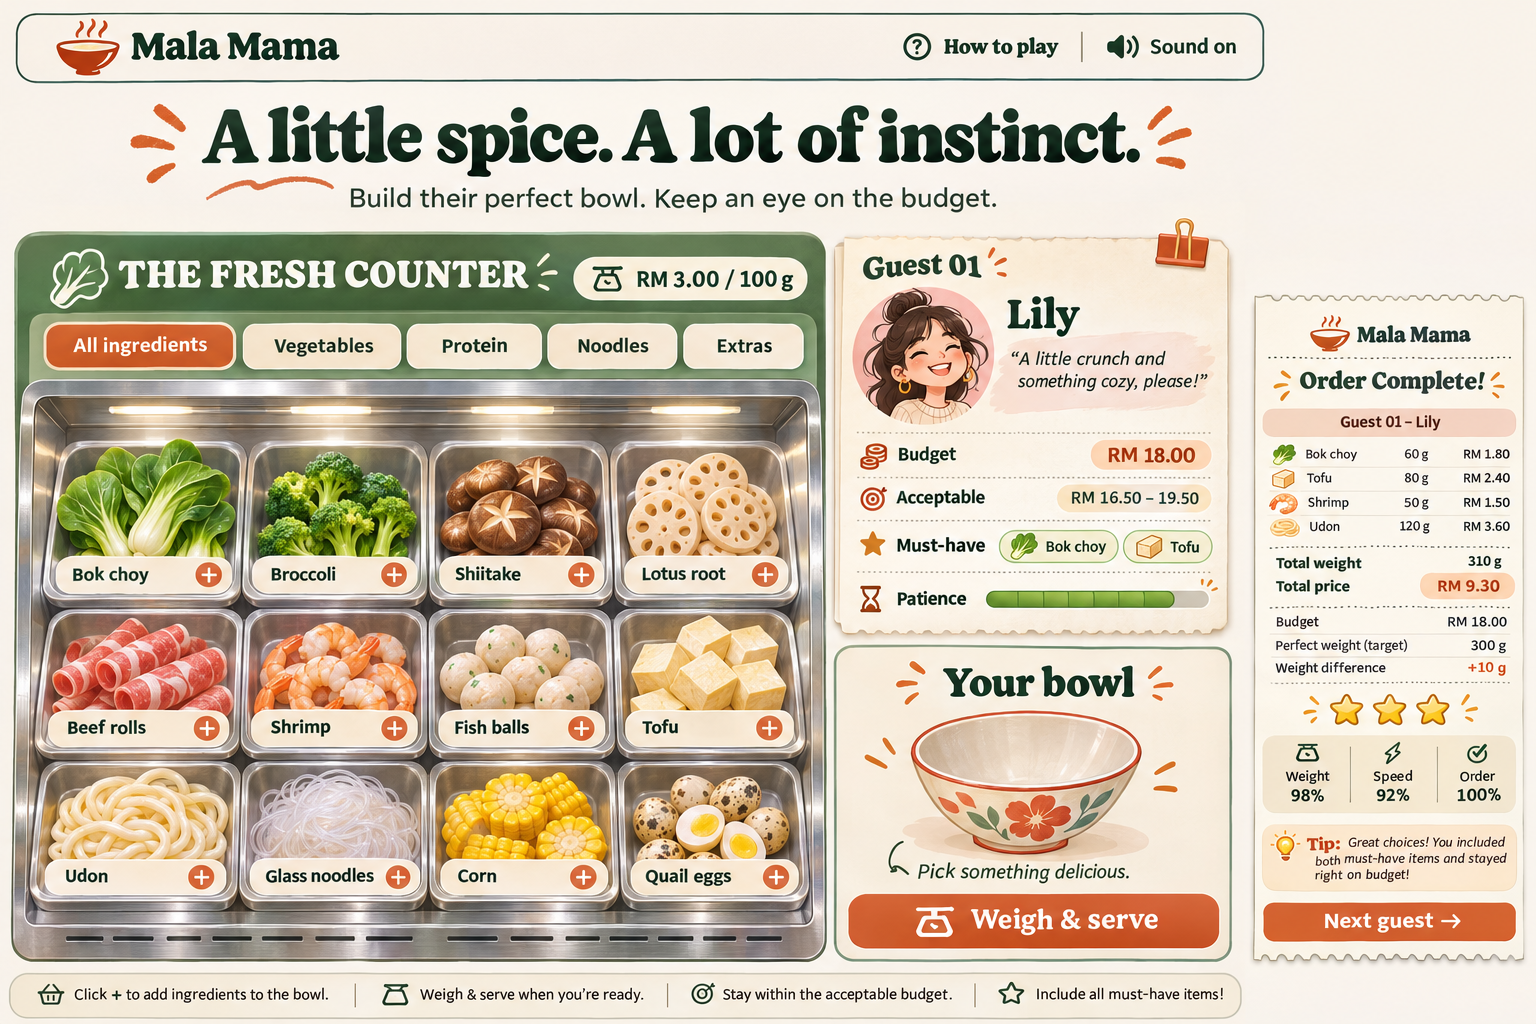 Mala Mama
How to play
Sound on
A little spice. A lot of instinct.
Build their perfect bowl. Keep an eye on the budget.
THE FRESH COUNTER
RM 3.00 / 100 g
All ingredients
Vegetables
Protein
Noodles
Extras
Bok choy
Broccoli
Shiitake
Lotus root
Beef rolls
Shrimp
Fish balls
Tofu
Udon
Glass noodles
Corn
Quail eggs
Guest 01
Lily
“A little crunch and
something cozy, please!”
Budget
RM 18.00
Acceptable
RM 16.50 – 19.50
Must-have
Bok choy
Tofu
Patience
Your bowl
Pick something delicious.
Weigh & serve
Mala Mama
Order Complete!
Guest 01 – Lily
Bok choy 60 g RM 1.80
Tofu 80 g RM 2.40
Shrimp 50 g RM 1.50
Udon 120 g RM 3.60
Total weight 310 g
Total price RM 9.30
Budget RM 18.00
Perfect weight (target) 300 g
Weight difference +10 g
Weight
98%
Speed
92%
Order
100%
Tip: Great choices! You included
both must-have items and stayed
right on budget!
Next guest →
Click + to add ingredients to the bowl.
Weigh & serve when you’re ready.
Stay within the acceptable budget.
Include all must-have items!